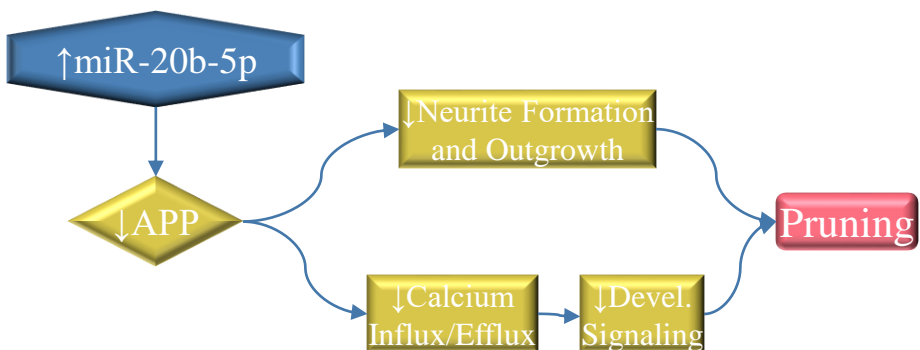 ↑miR-20b-5p
↓APP
↓Neurite Formation
and Outgrowth
↓Calcium
Influx/Efflux
↓Devel.
Signaling
Pruning